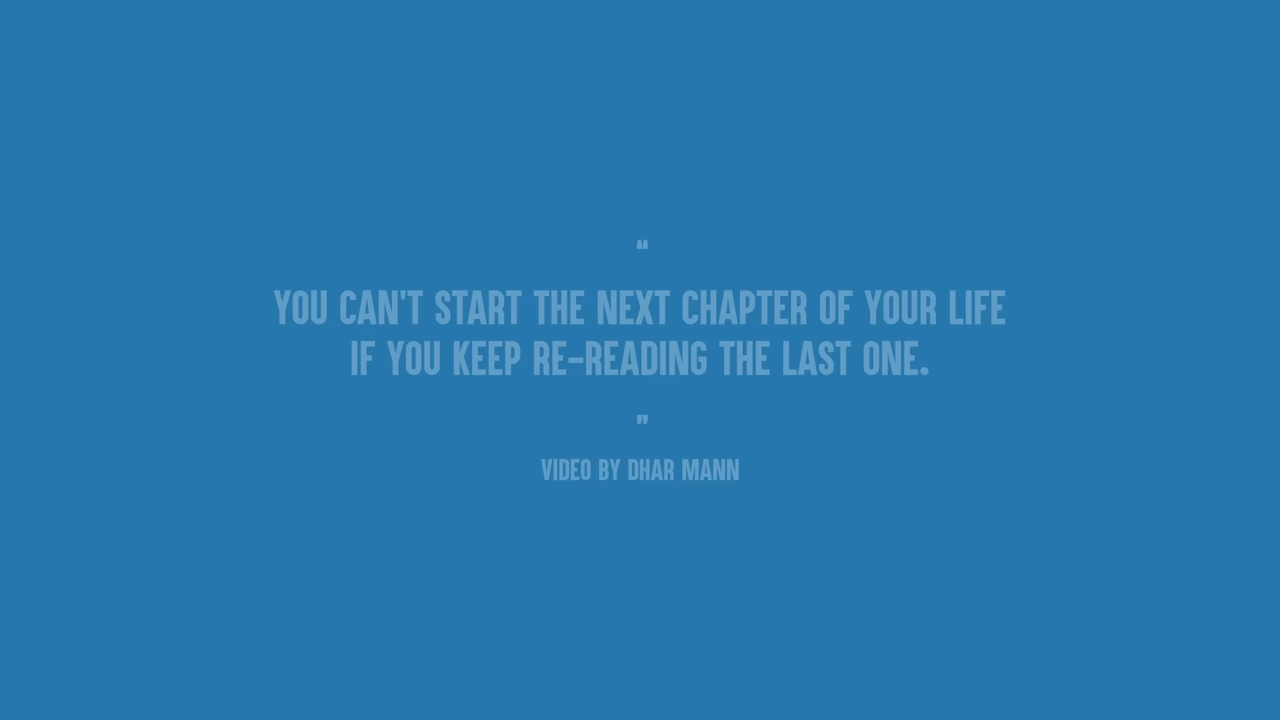 “
YOU CAN'T START THE NEXT CHAPTER OF YOUR LIFE
IF YOU KEEP RE-READING THE LAST ONE.
"
VIDEO BY DHAR MANN